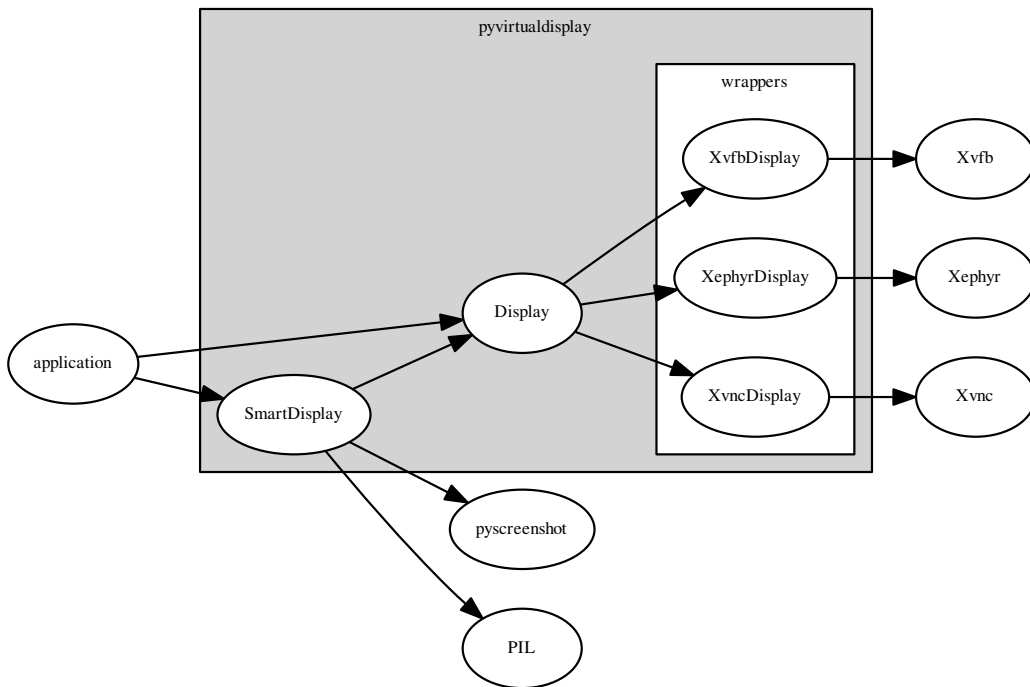 pyvirtualdisplay
wrappers
XvfbDisplay
Xvfb
XephyrDisplay
Xephyr
Display
application
XvncDisplay
Xvnc
SmartDisplay
pyscreenshot
PIL